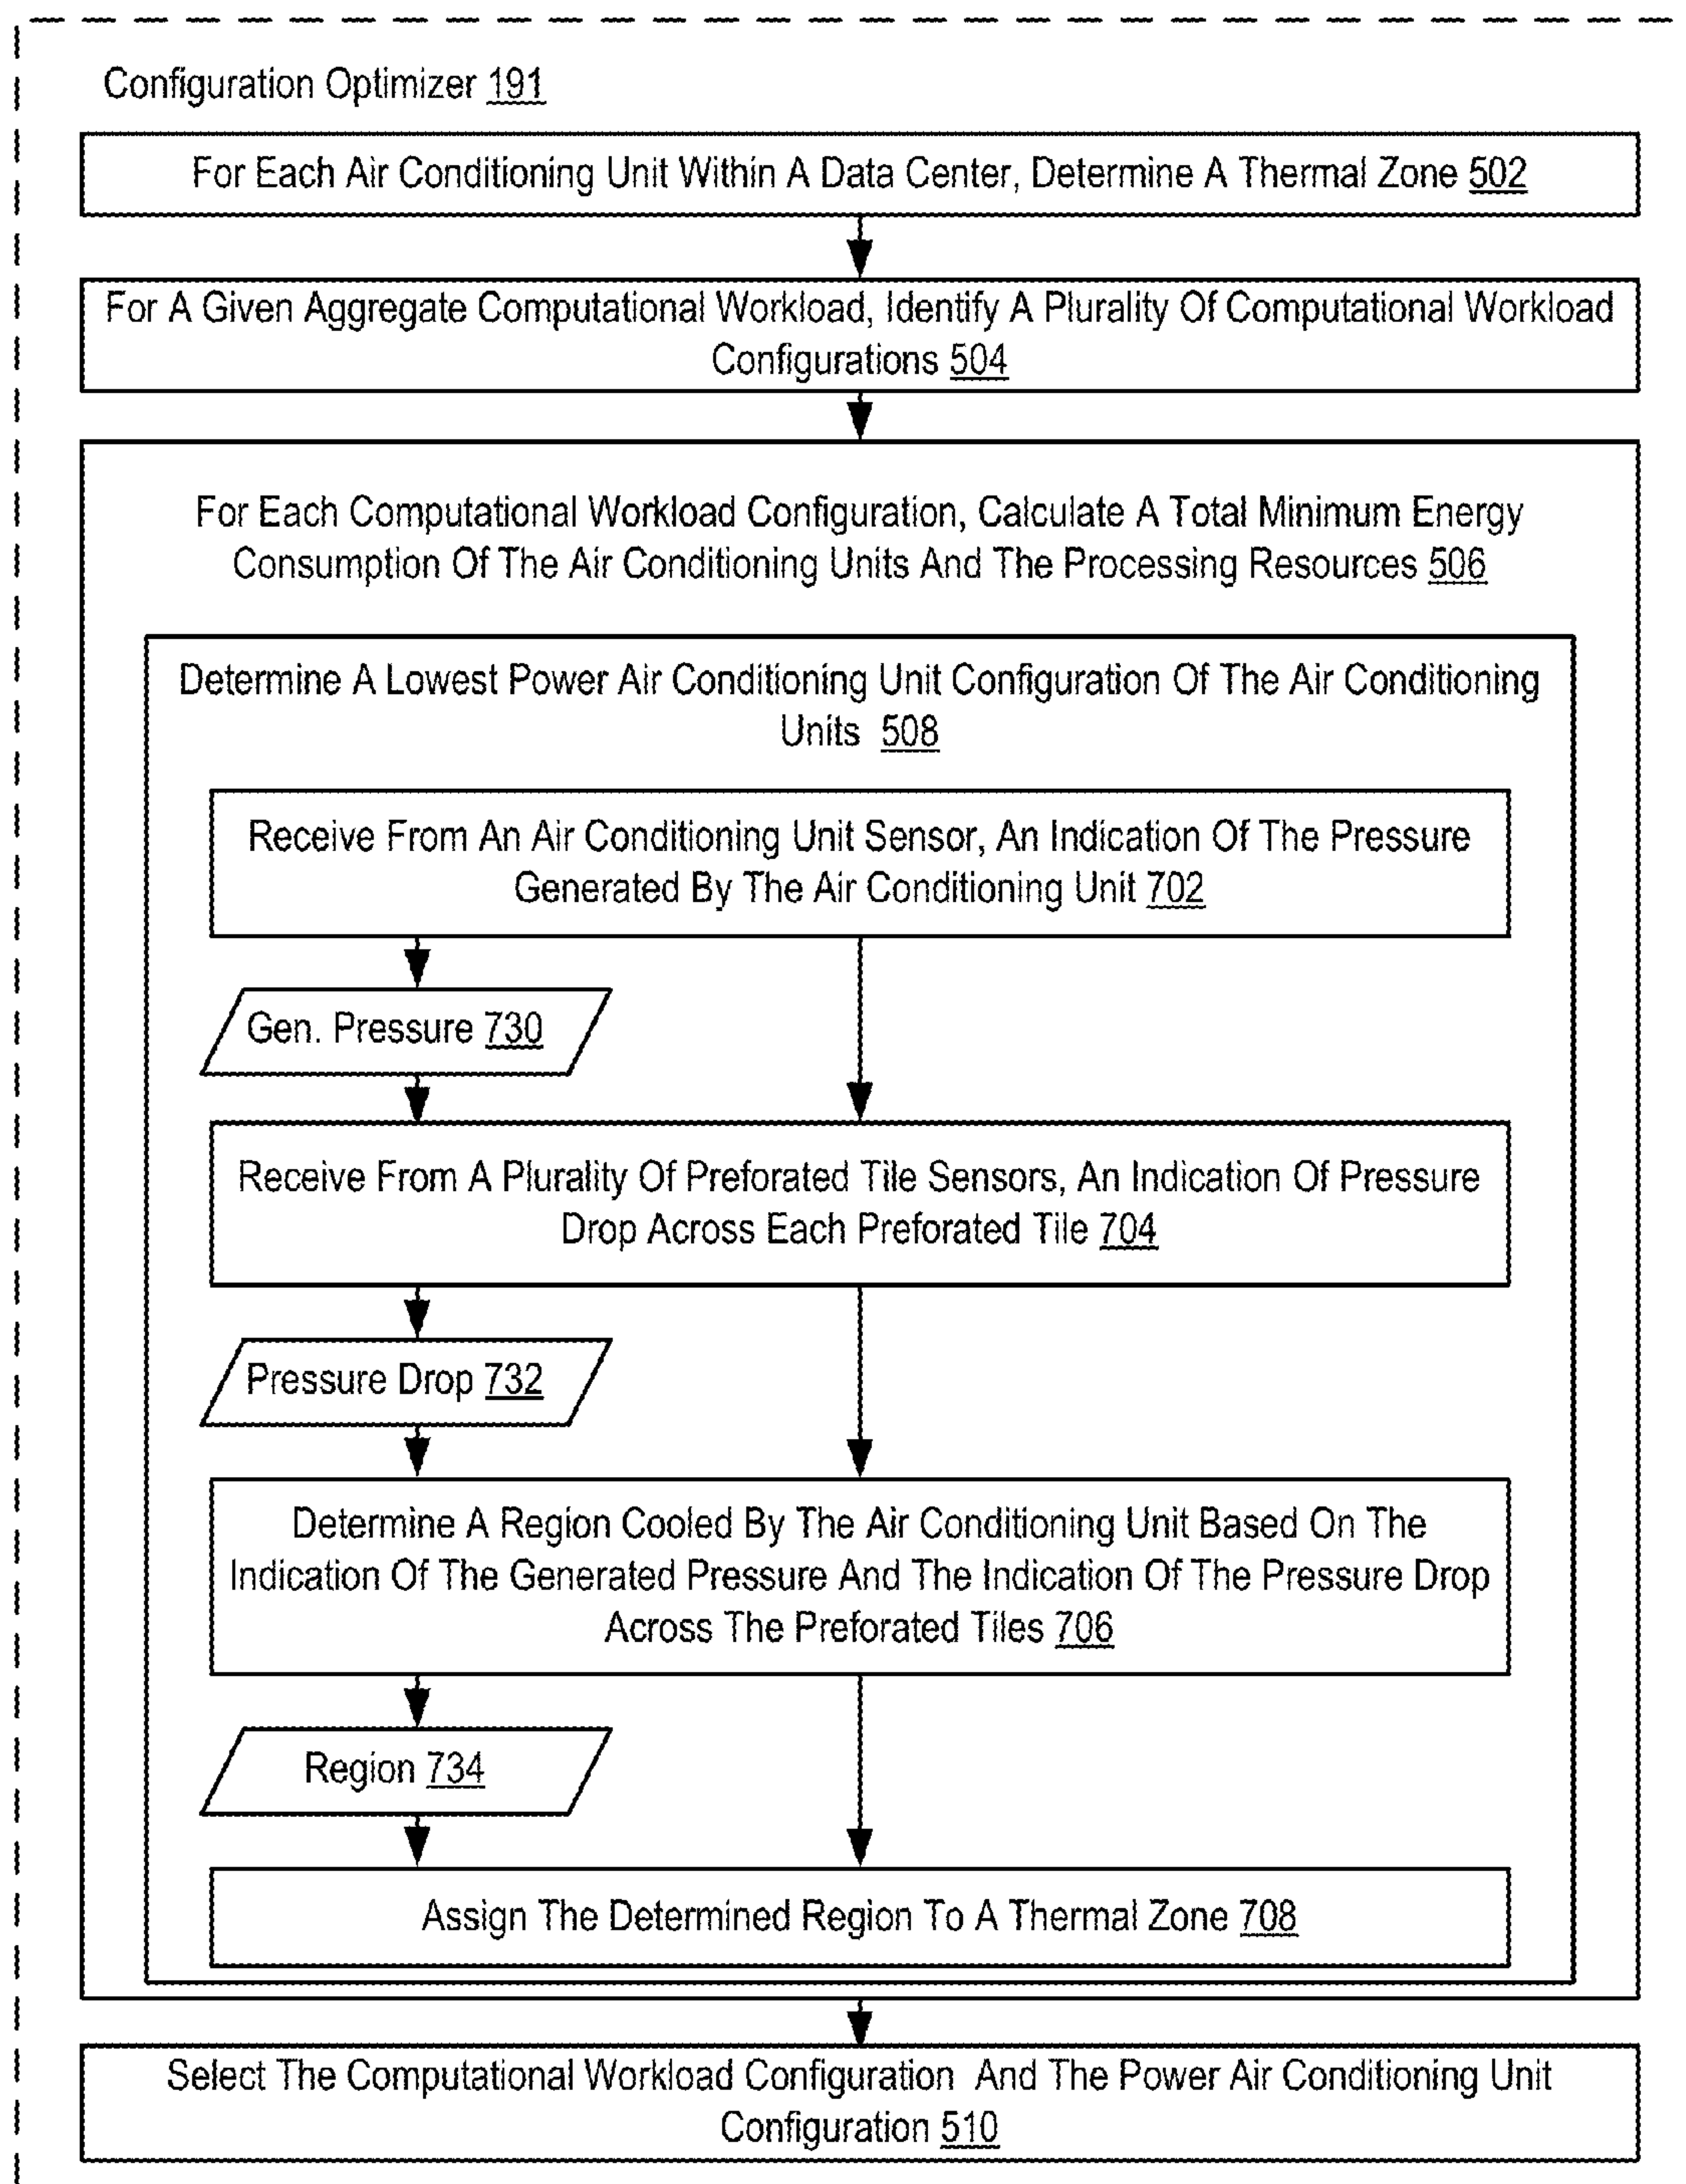 Configuration Optimizer 191
For Each Air Conditioning Unit Within A Data Center, Determine A Thermal Zone 502
For A Given Aggregate Computational Workload, Identify A Plurality Of Computational Workload
Configurations 504
For Each Computational Workload Configuration, Calculate A Total Minimum Energy
Consumption Of The Air Conditioning Units And The Processing Resources 506
Determine A Lowest Power Air Conditioning Unit Configuration Of The Air Conditioning
Units 508
Receive From An Air Conditioning Unit Sensor, An Indication Of The Pressure
Generated By The Air Conditioning Unit 702
Gen. Pressure 730
Receive From A Plurality Of Preforated Tile Sensors, An Indication Of Pressure
Drop Across Each Preforated Tile 704
Pressure Drop 732
Determine A Region Cooled By The Air Conditioning Unit Based On The
Indication Of The Generated Pressure And The Indication Of The Pressure Drop
Across The Preforated Tiles 706
Region 734
Assign The Determined Region To A Thermal Zone 708
Select The Computational Workload Configuration And The Power Air Conditioning Unit
Configuration 510